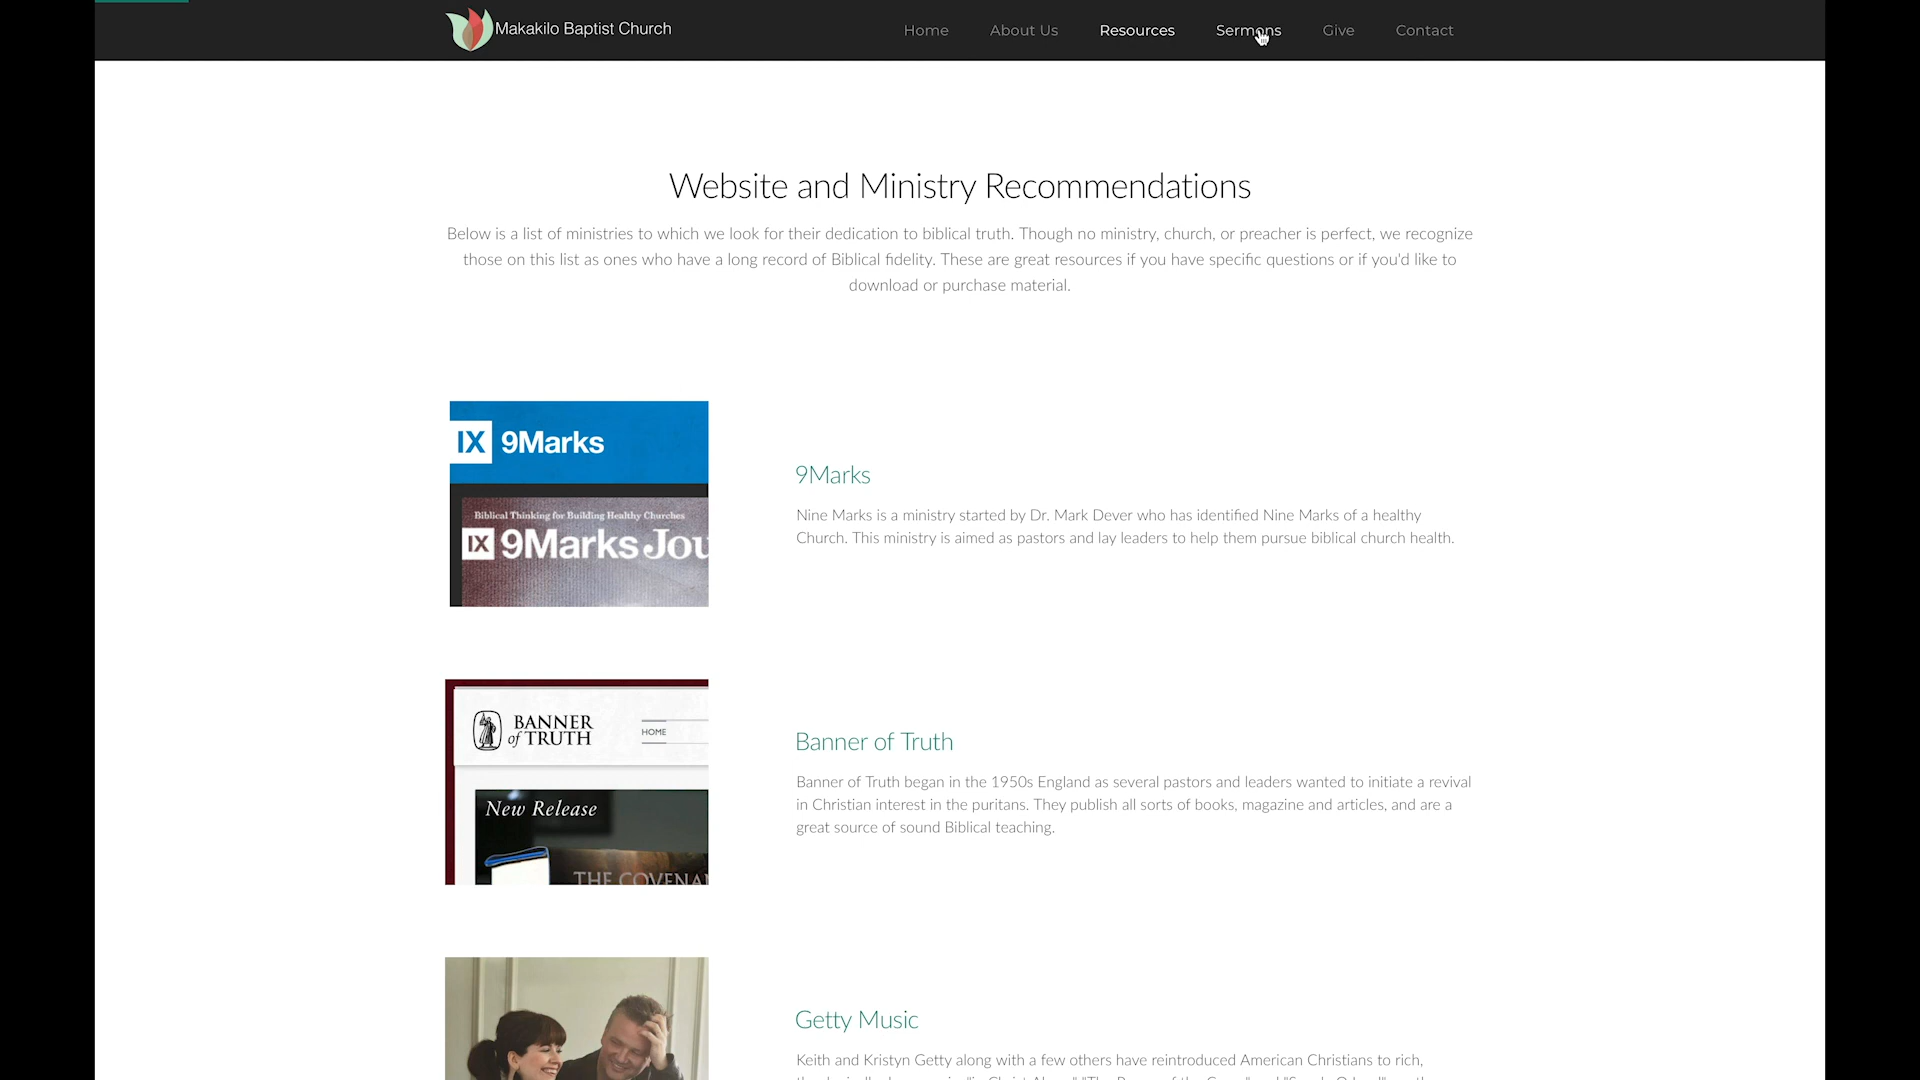 Makakilo Baptist Church
Home
About Us
Resources
Sermons
Give
Contact
Website and Ministry Recommendations
Below is a list of ministries to which we look for their dedication to biblical truth. Though no ministry, church, or preacher is perfect, we recognize
those on this list as ones who have a long record of Biblical fidelity. These are great resources if you have specific questions or if you'd like to
download or purchase material.
IX 9Marks
Biblical Thinking for Building Healthy Churches
IX 9Marks Jou
9Marks
Nine Marks is a ministry started by Dr. Mark Dever who has identified Nine Marks of a healthy
Church. This ministry is aimed as pastors and lay leaders to help them pursue biblical church health.
BANNER
of TRUTH
HOME
New Release
THE COVENA
Banner of Truth
Banner of Truth began in the 1950s England as several pastors and leaders wanted to initiate a revival
in Christian interest in the puritans. They publish all sorts of books, magazine and articles, and are a
great source of sound Biblical teaching.
Getty Music
Keith and Kristyn Getty along with a few others have reintroduced American Christians to rich,